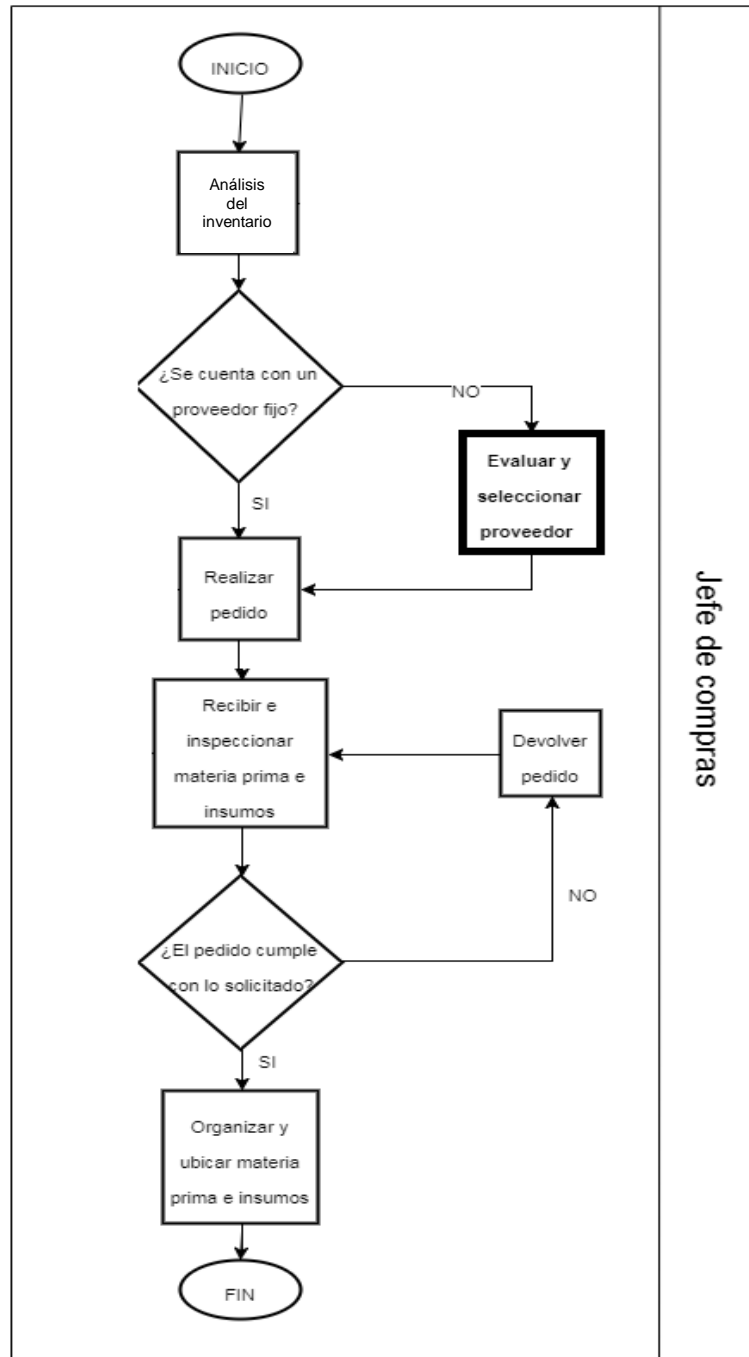 INICIO
Análisis
del
inventario
¿Se cuenta con un
proveedor fijo?
NO
Evaluar y
seleccionar
proveedor
SI
Realizar
pedido
Recibir e
inspeccionar
materia prima e
insumos
Devolver
pedido
NO
¿El pedido cumple
con lo solicitado?
SI
Organizar y
ubicar materia
prima e insumos
FIN
Jefe de compras